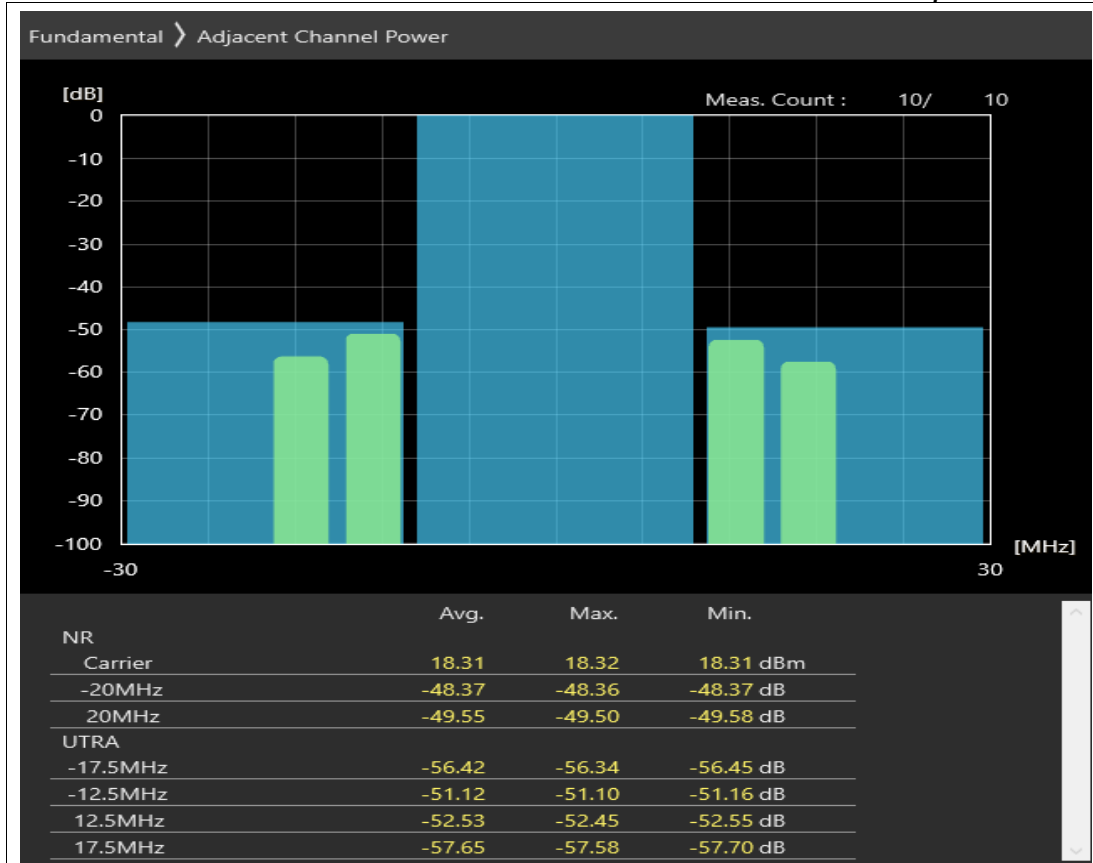 Fundamental ❯ Adjacent Channel Power
[dB]
Meas. Count : 10/ 10
0
-10
-20
-30
-40
-50
-60
-70
-80
-90
-100
[MHz]
-30 30
Avg. Max. Min.
NR
Carrier 18.31 18.32 18.31 dBm
-20MHz -48.37 -48.36 -48.37 dB
20MHz -49.55 -49.50 -49.58 dB
UTRA
-17.5MHz -56.42 -56.34 -56.45 dB
-12.5MHz -51.12 -51.10 -51.16 dB
12.5MHz -52.53 -52.45 -52.55 dB
17.5MHz -57.65 -57.58 -57.70 dB